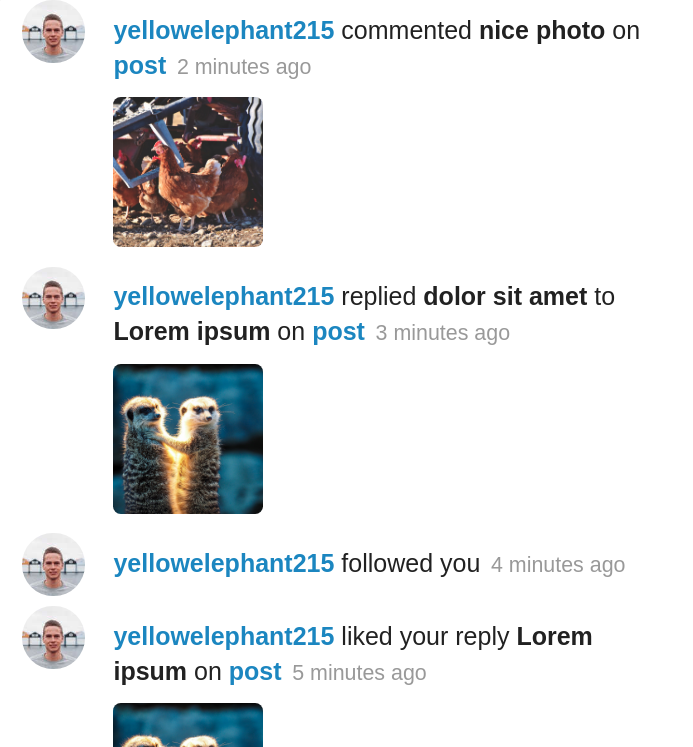 yellowelephant215 commented nice photo on
post 2 minutes ago
yellowelephant215 replied dolor sit amet to
Lorem ipsum on post 3 minutes ago
yellowelephant215 followed you 4 minutes ago
yellowelephant215 liked your reply Lorem
ipsum on post 5 minutes ago